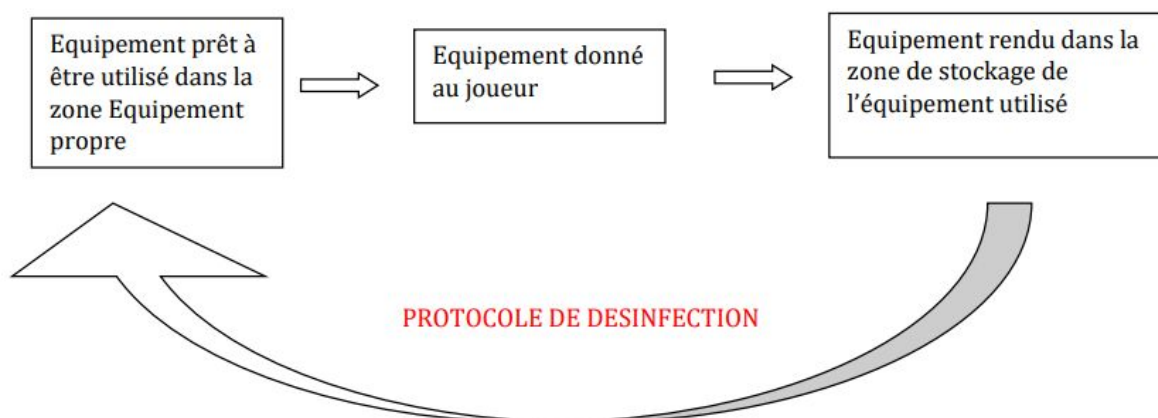 Equipement prêt à
être utilisé dans la
zone Equipement
propre
Equipement donné
au joueur
Equipement rendu dans la
zone de stockage de
l’équipement utilisé
PROTOCOLE DE DESINFECTION